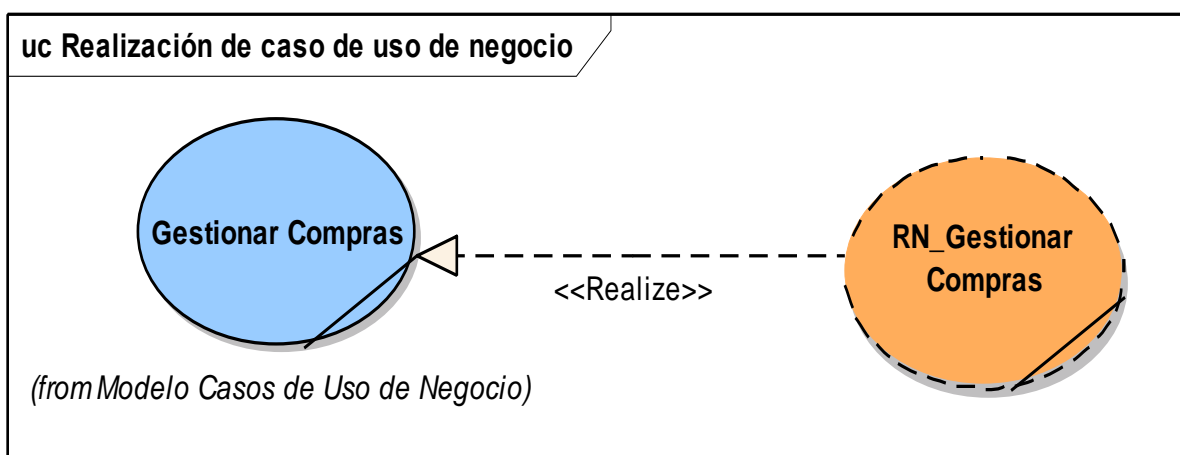 uc Realización de caso de uso de negocio
Gestionar Compras
RN_Gestionar
Compras
<<Realize>>
(from Modelo Casos de Uso de Negocio)